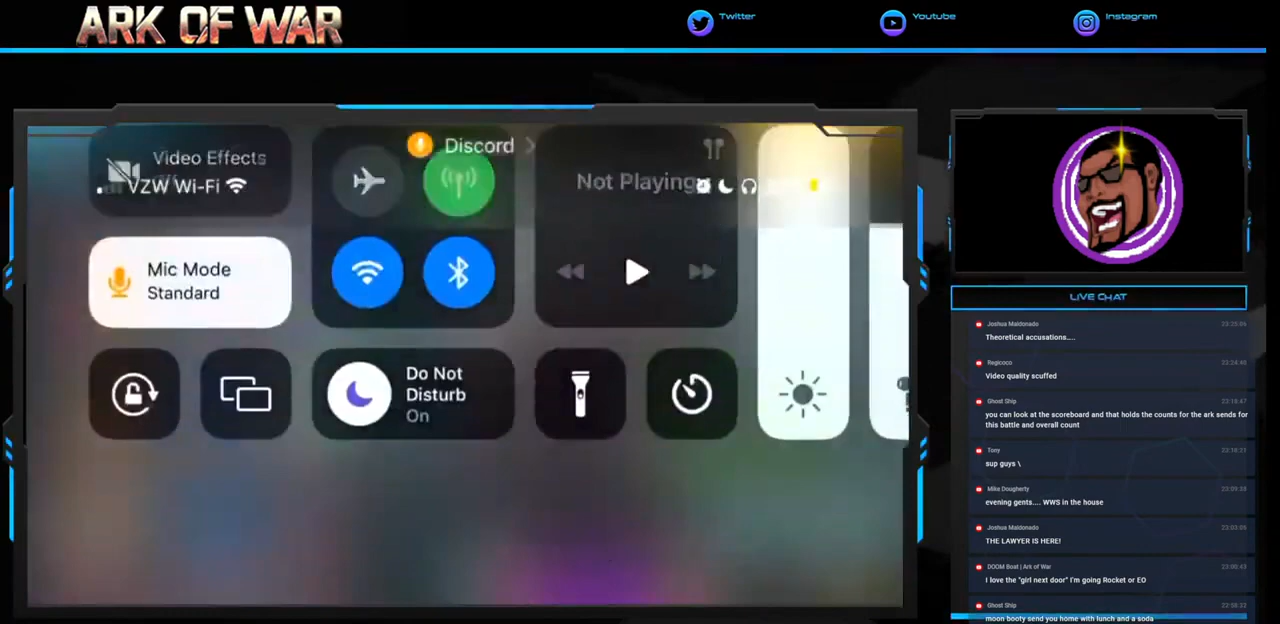 ARK OF WAR
Twitter
Youtube
Instagram
Discord
Video Effects
VZW Wi-Fi
Not Playing
Mic Mode
Standard
Do Not
Disturb
On
LIVE CHAT
Joshua Maldonado
Theoretical accusations....
Regicoco
Video quality scuffed
Ghost Ship
you can look at the scoreboard and that holds the counts for the ark sends for
this battle and overall count
Tony
sup guys \
Mike Dougherty
evening gents.... WWS in the house
Joshua Maldonado
THE LAWYER IS HERE!
DOOM Boat | Ark of War
I love the "girl next door" I'm going Rocket or EO
Ghost Ship
moon booty send you home with lunch and a soda